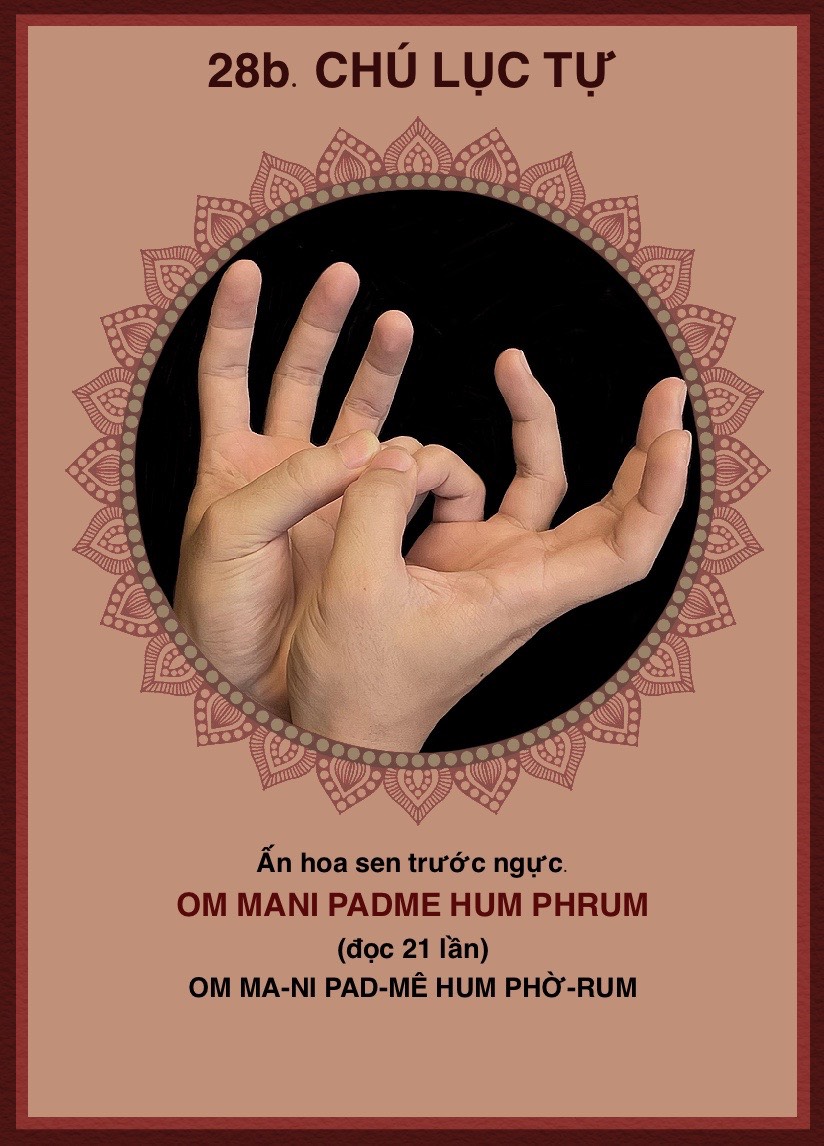 28b. CHÚ LỤC TỰ
Ấn hoa sen trước ngực.
OM MANI PADME HUM PHRUM
(đọc 21 lần)
OM MA-NI PAD-MÊ HUM PHỜ-RUM